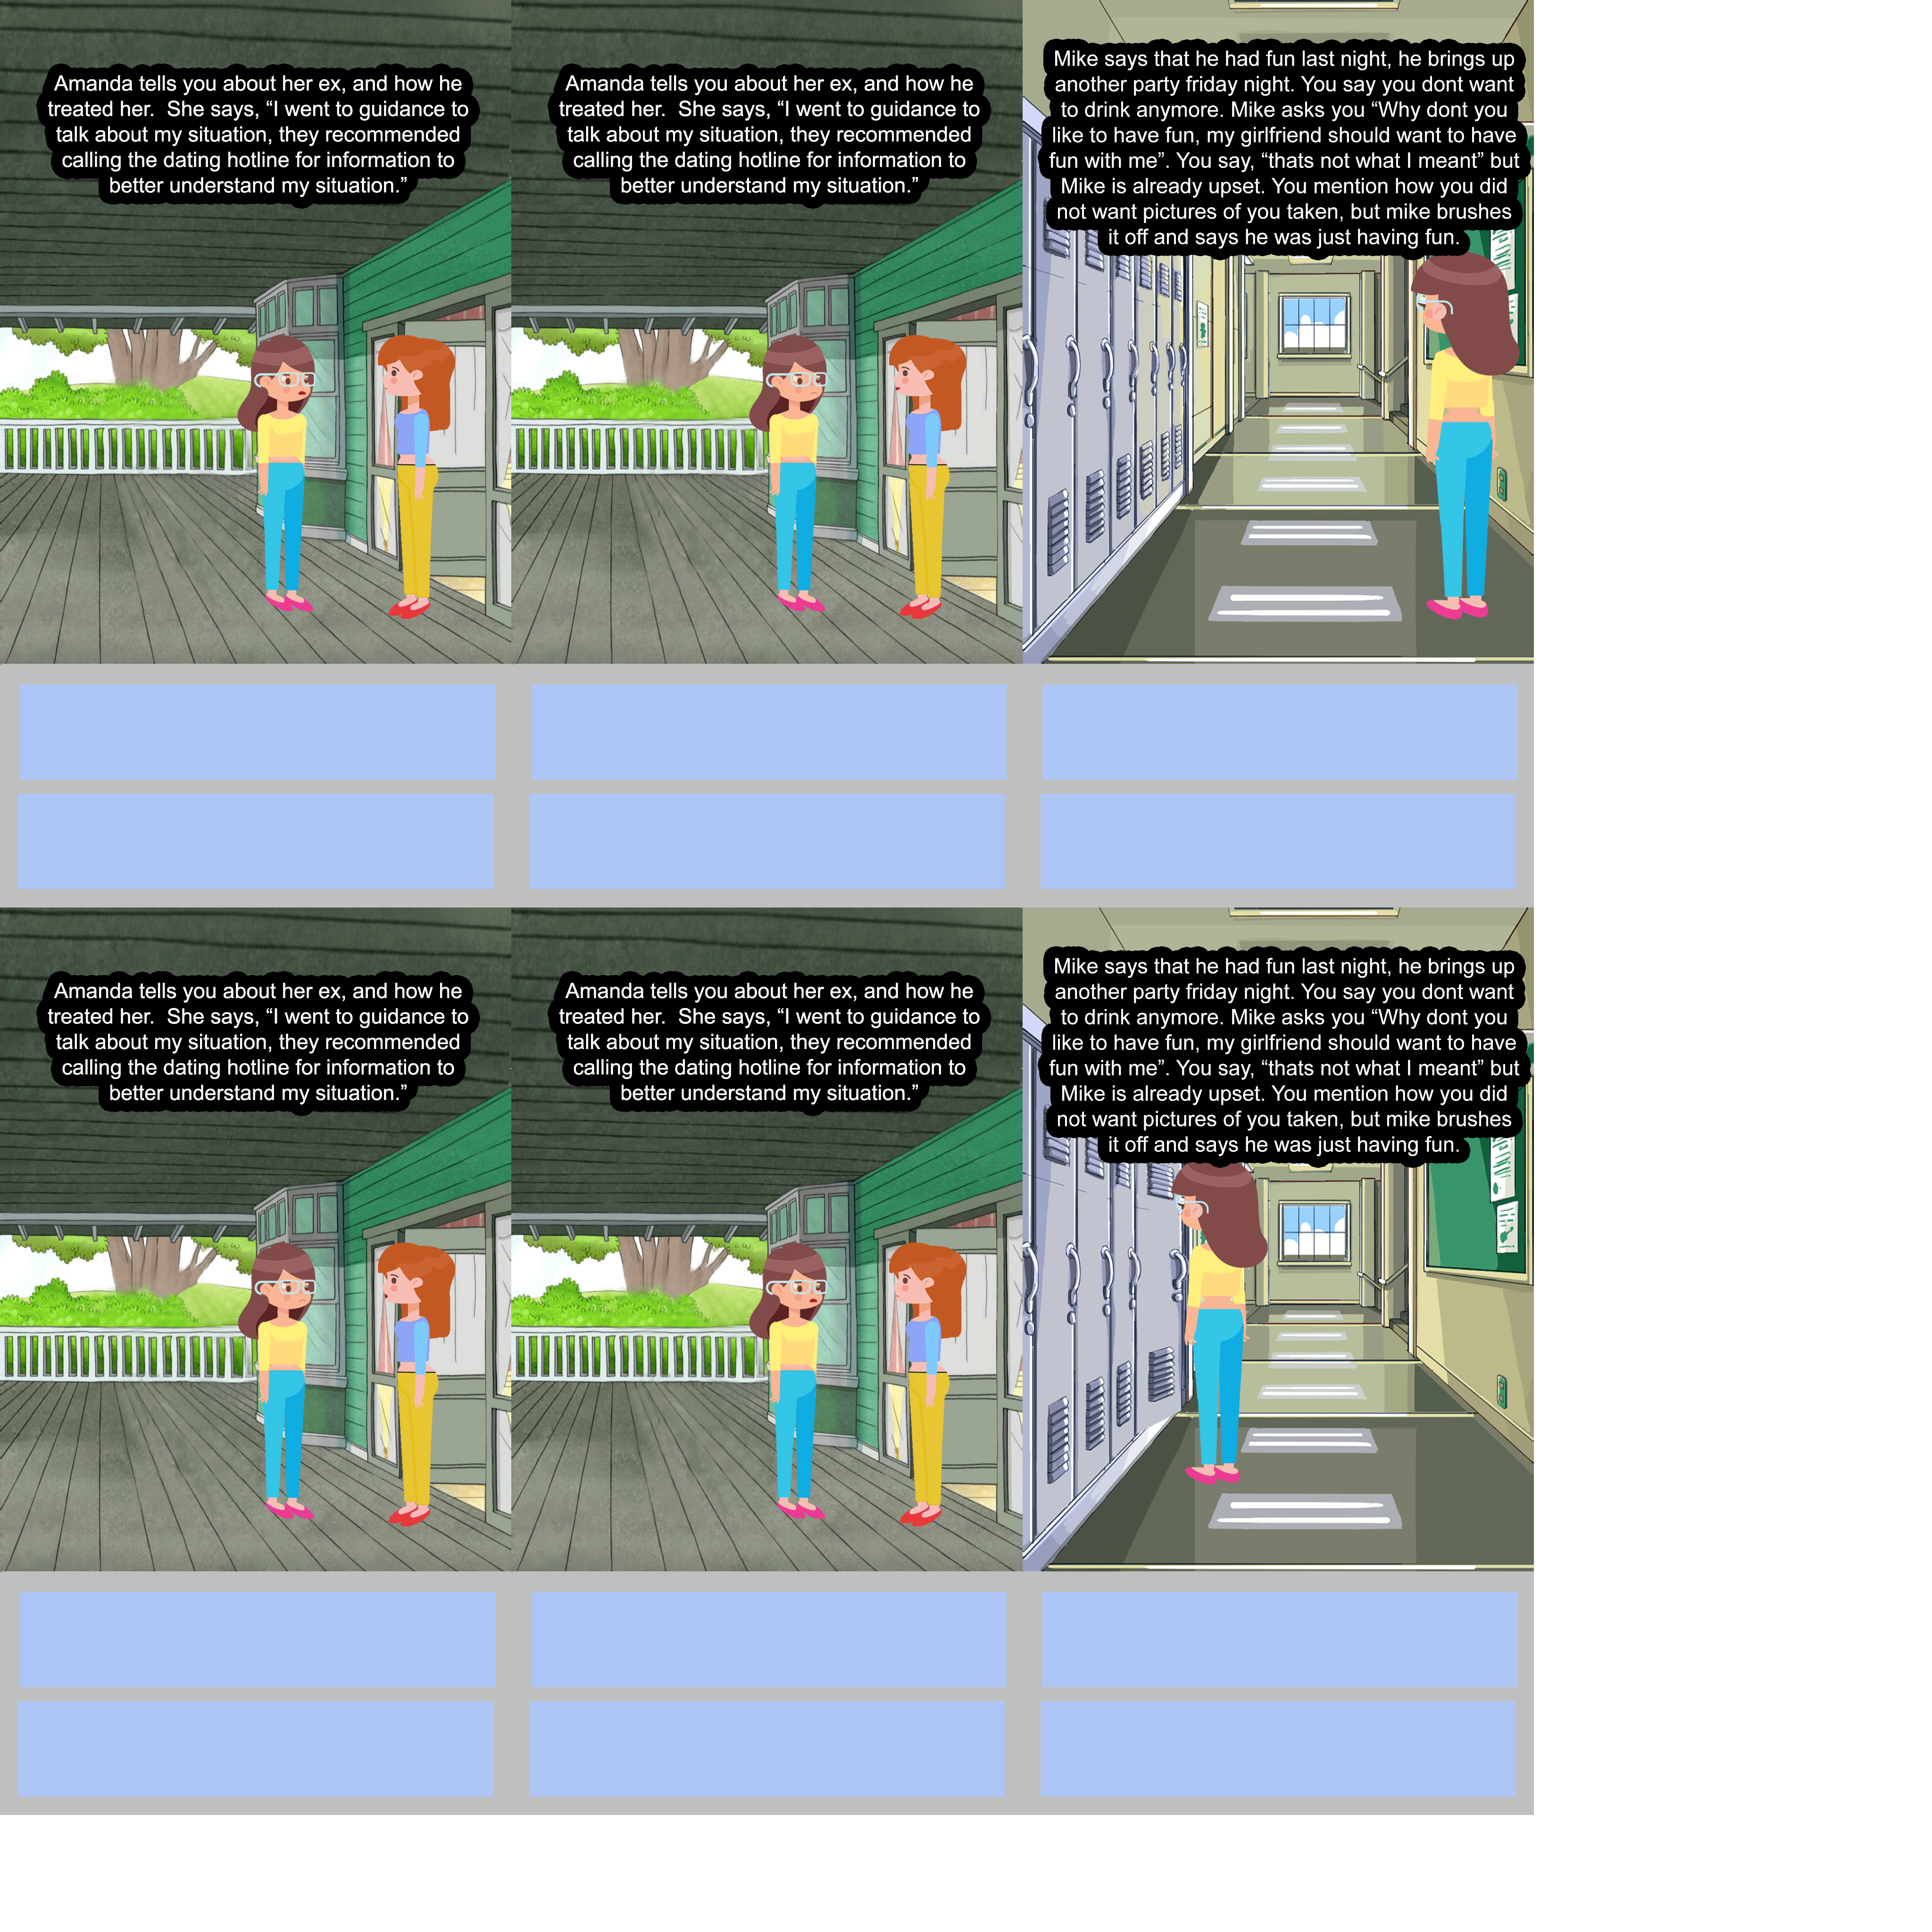 Amanda tells you about her ex, and how he
treated her.  She says, “I went to guidance to
talk about my situation, they recommended
calling the dating hotline for information to
better understand my situation.”
Amanda tells you about her ex, and how he
treated her.  She says, “I went to guidance to
talk about my situation, they recommended
calling the dating hotline for information to
better understand my situation.”
Mike says that he had fun last night, he brings up
another party friday night. You say you dont want
to drink anymore. Mike asks you “Why dont you
like to have fun, my girlfriend should want to have
fun with me”. You say, “thats not what I meant” but
Mike is already upset. You mention how you did
not want pictures of you taken, but mike brushes
it off and says he was just having fun.
Amanda tells you about her ex, and how he
treated her.  She says, “I went to guidance to
talk about my situation, they recommended
calling the dating hotline for information to
better understand my situation.”
Amanda tells you about her ex, and how he
treated her.  She says, “I went to guidance to
talk about my situation, they recommended
calling the dating hotline for information to
better understand my situation.”
Mike says that he had fun last night, he brings up
another party friday night. You say you dont want
to drink anymore. Mike asks you “Why dont you
like to have fun, my girlfriend should want to have
fun with me”. You say, “thats not what I meant” but
Mike is already upset. You mention how you did
not want pictures of you taken, but mike brushes
it off and says he was just having fun.